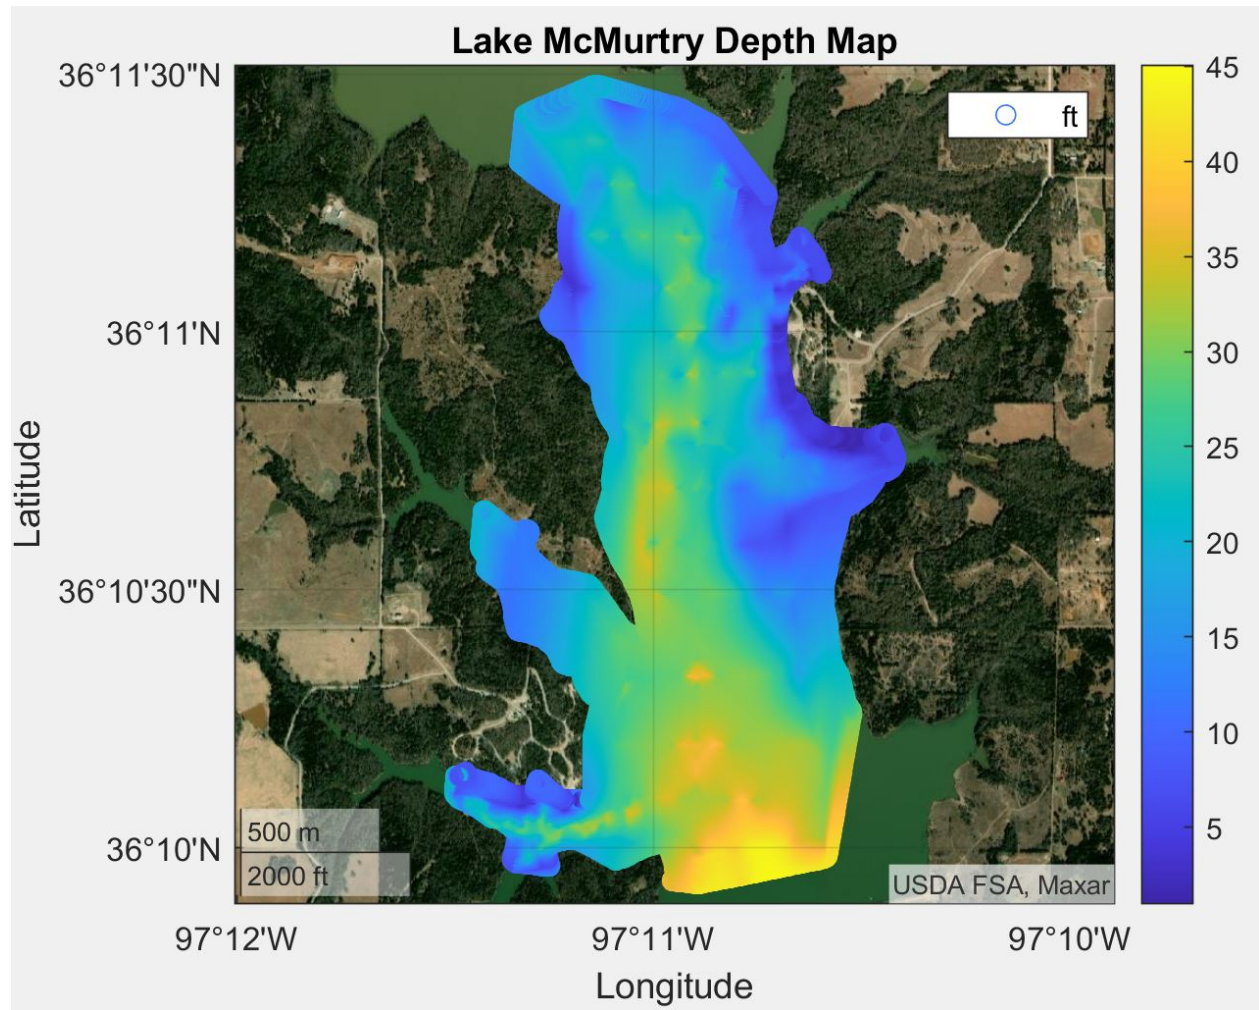 Lake McMurtry Depth Map
36°11'30"N
36°11'N
36°10'30"N
36°10'N
Latitude
ft
500 m
2000 ft
USDA FSA, Maxar
97°12'W
97°11'W
97°10'W
Longitude
45
40
35
30
25
20
15
10
5